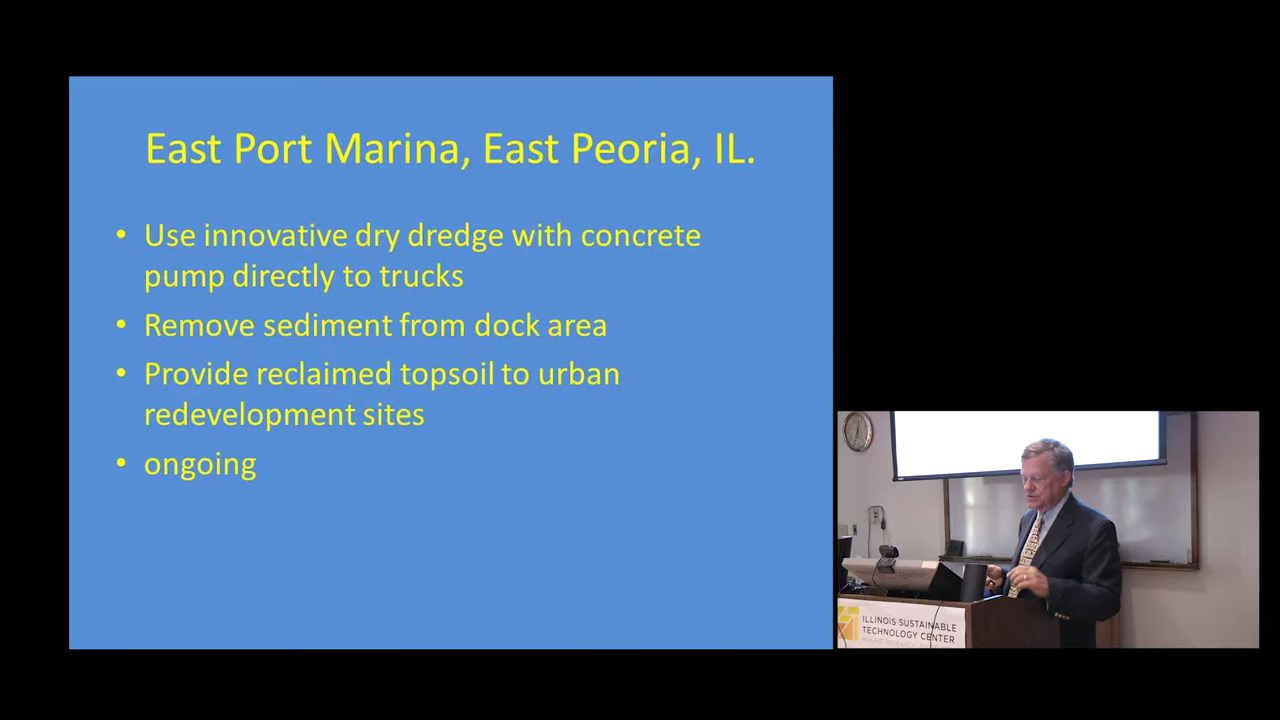 East Port Marina, East Peoria, IL.
• Use innovative dry dredge with concrete
pump directly to trucks
• Remove sediment from dock area
• Provide reclaimed topsoil to urban
redevelopment sites
• ongoing
ILLINOIS SUSTAINABLE
TECHNOLOGY CENTER